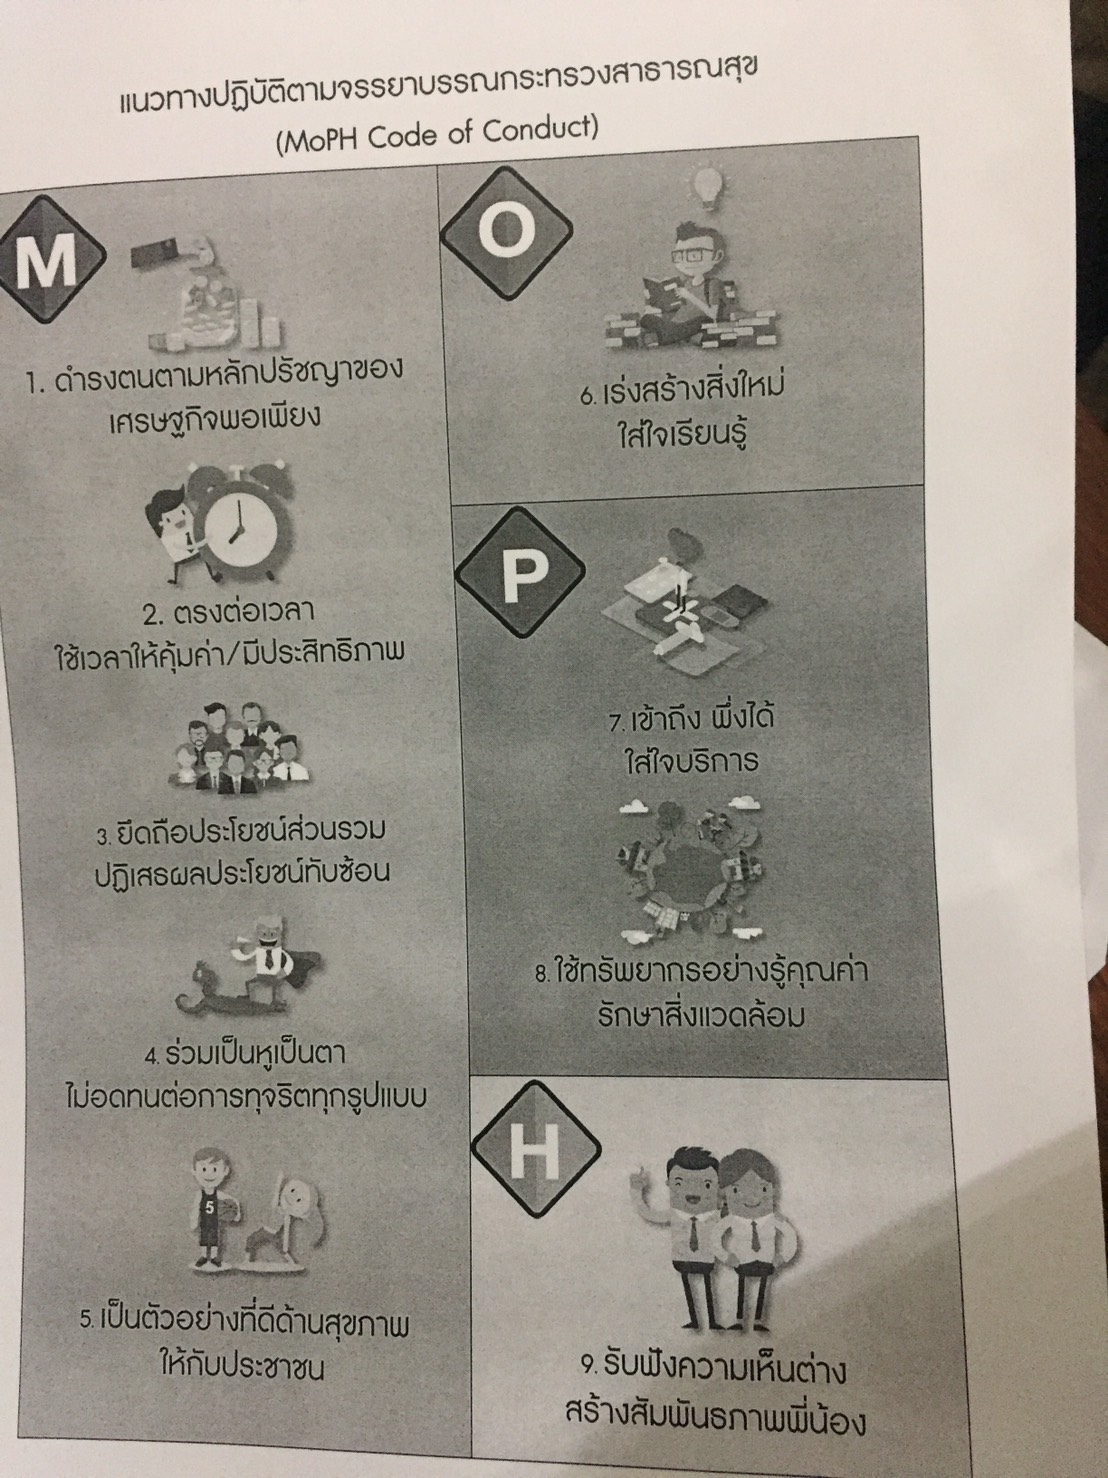 แนวทางปฏิบัติตามจรรยาบรรณกระทรวงสาธารณสุข
(MoPH Code of Conduct)
M
1. ดำรงตนตามหลักปรัชญาของ
เศรษฐกิจพอเพียง
2. ตรงต่อเวลา
ใช้เวลาให้คุ้มค่า/มีประสิทธิภาพ
3. ยึดถือประโยชน์ส่วนรวม
ปฏิเสธผลประโยชน์ทับซ้อน
4. ร่วมเป็นหูเป็นตา
ไม่อดทนต่อการทุจริตทุกรูปแบบ
5
5. เป็นตัวอย่างที่ดีด้านสุขภาพ
ให้กับประชาชน
O
6. เร่งสร้างสิ่งใหม่
ใส่ใจเรียนรู้
P
7. เข้าถึง พึ่งได้
ใส่ใจบริการ
8. ใช้ทรัพยากรอย่างรู้คุณค่า
รักษาสิ่งแวดล้อม
H
9. รับฟังความเห็นต่าง
สร้างสัมพันธภาพพี่น้อง